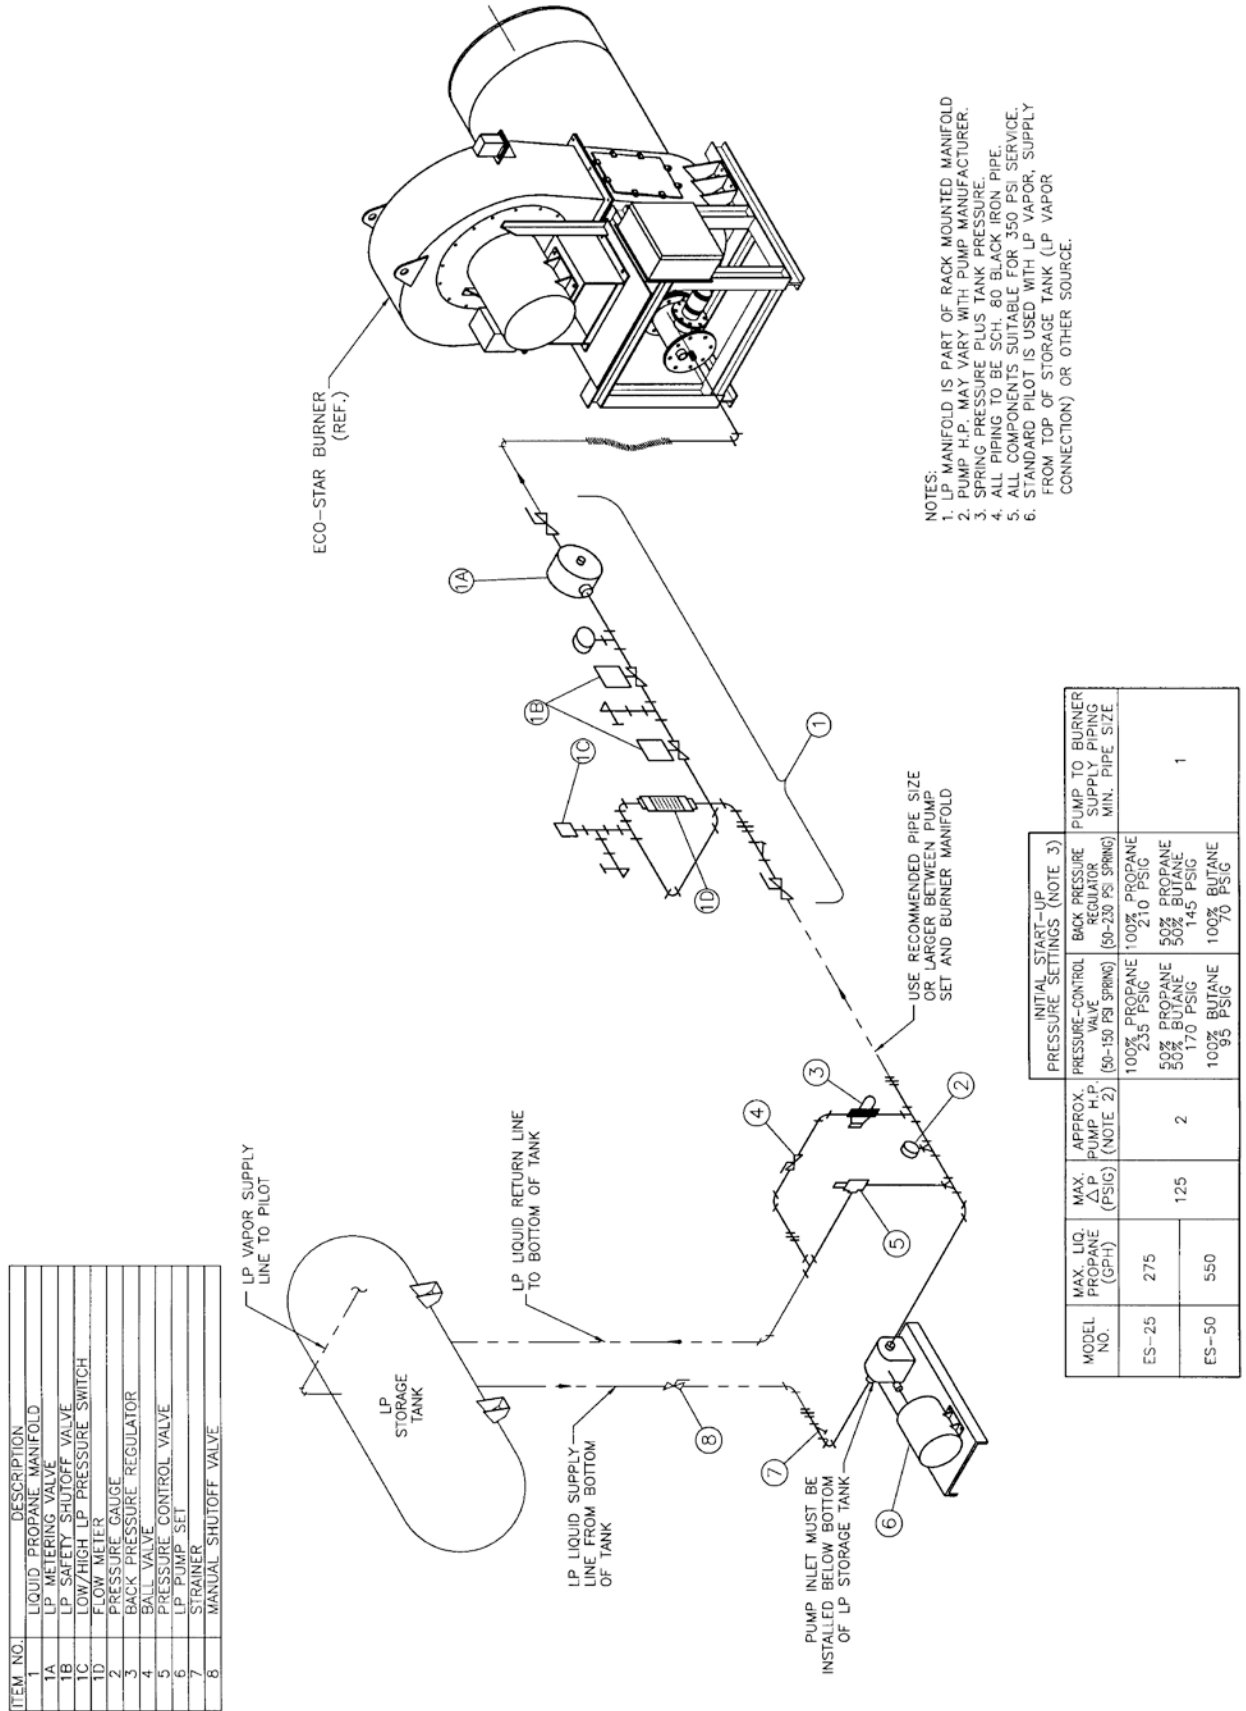 ITEM NO. DESCRIPTION
1 LIQUID PROPANE MANIFOLD
1A LP METERING VALVE
1B LP SAFETY SHUTOFF VALVE
1C LOW/HIGH LP PRESSURE SWITCH
1D FLOW METER
2 PRESSURE GAUGE
3 BACK PRESSURE REGULATOR
4 BALL VALVE
5 PRESSURE CONTROL VALVE
6 LP PUMP SET
7 STRAINER
8 MANUAL SHUTOFF VALVE
LP VAPOR SUPPLY
LINE TO PILOT
ECO-STAR BURNER
(REF.)
LP
STORAGE
TANK
LP LIQUID RETURN LINE
TO BOTTOM OF TANK
LP LIQUID SUPPLY
LINE FROM BOTTOM
OF TANK
1A
1B
1C
1D
1
8
4
3
2
5
7
6
PUMP INLET MUST BE
INSTALLED BELOW BOTTOM
OF LP STORAGE TANK
USE RECOMMENDED PIPE SIZE
OR LARGER BETWEEN PUMP
SET AND BURNER MANIFOLD
NOTES:
1. LP MANIFOLD IS PART OF RACK MOUNTED MANIFOLD
2. PUMP H.P. MAY VARY WITH PUMP MANUFACTURER.
3. SPRING PRESSURE PLUS TANK PRESSURE.
4. ALL PIPING TO BE SCH. 80 BLACK IRON PIPE.
5. ALL COMPONENTS SUITABLE FOR 350 PSI SERVICE.
6. STANDARD PILOT IS USED WITH LP VAPOR, SUPPLY
FROM TOP OF STORAGE TANK (LP VAPOR
CONNECTION) OR OTHER SOURCE.
INITIAL START-UP
PRESSURE SETTINGS (NOTE 3)
MODEL
NO.
MAX. LIQ.
PROPANE
(GPH)
MAX.
△P
(PSIG)
APPROX.
PUMP H.P.
(NOTE 2)
PRESSURE-CONTROL
VALVE
(50-150 PSI SPRING)
BACK PRESSURE
REGULATOR
(50-230 PSI SPRING)
PUMP TO BURNER
SUPPLY PIPING
MIN. PIPE SIZE
ES-25
275
ES-50
550
125
2
100% PROPANE
235 PSIG
50% PROPANE
50% BUTANE
170 PSIG
100% BUTANE
95 PSIG
100% PROPANE
210 PSIG
50% PROPANE
50% BUTANE
145 PSIG
100% BUTANE
70 PSIG
1